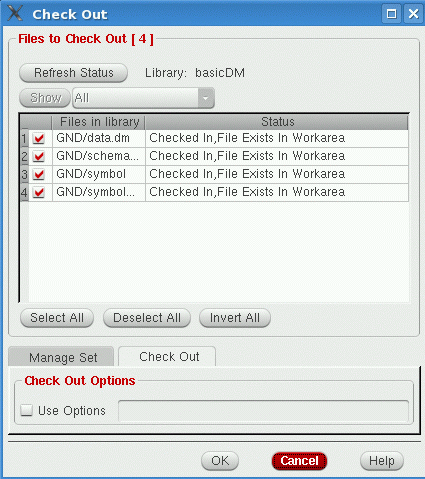 Check Out
Files to Check Out [ 4 ]
Refresh Status Library: basicDM
Show All
Files in library Status
1 GND/data.dm Checked In,File Exists In Workarea
2 GND/schema... Checked In,File Exists In Workarea
3 GND/symbol Checked In,File Exists In Workarea
4 GND/symbol... Checked In,File Exists In Workarea
Select All Deselect All Invert All
Manage Set Check Out
Check Out Options
Use Options
OK Cancel Help